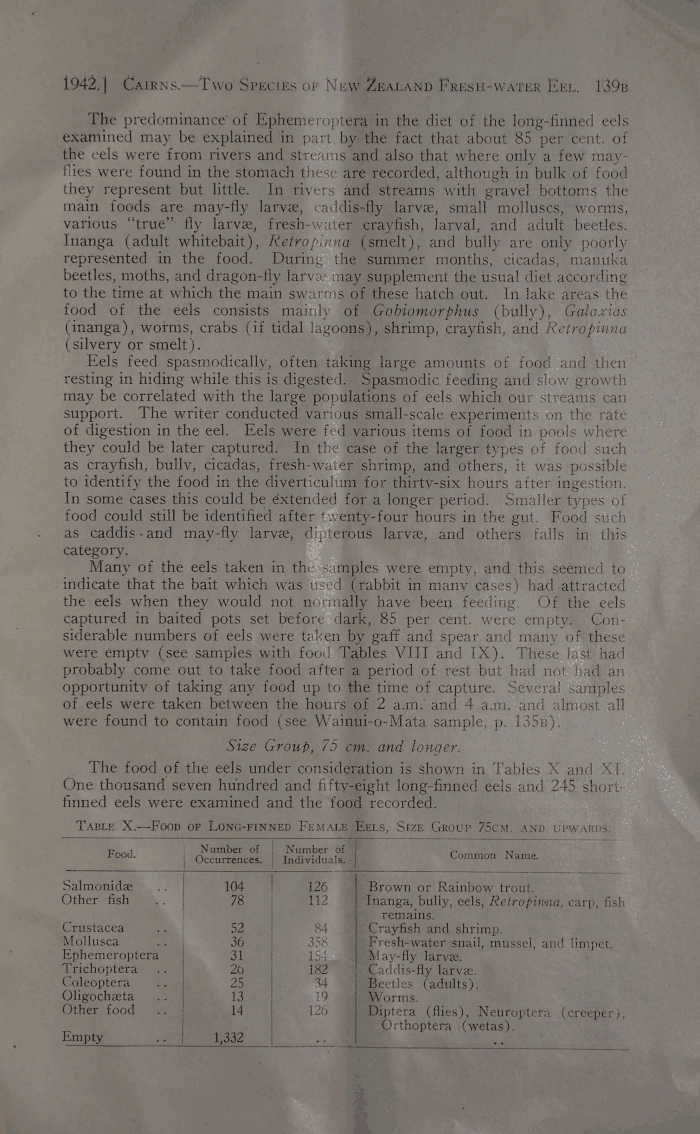 1942.] CAIRNS.—TWO SPECIES OF NEW ZEALAND FRESH-WATER EEL. 139B
The predominance of Ephemeroptera in the diet of the long-finned eels
examined may be explained in part by the fact that about 85 per cent. of
the eels were from rivers and streams and also that where only a few may-
flies were found in the stomach these are recorded, although in bulk of food
they represent but little. In rivers and streams with gravel bottoms the
main foods are may-fly larvæ, caddis-fly larvæ, small molluscs, worms,
various "true" fly larvæ, fresh-water crayfish, larval, and adult beetles.
Inanga (adult whitebait), Retropinna (smelt), and bully are only poorly
represented in the food. During the summer months, cicadas, manuka
beetles, moths, and dragon-fly larvæ may supplement the usual diet according
to the time at which the main swarms of these hatch out. In lake areas the
food of the eels consists mainly of Gobiomorphus (bully), Galaxias
(inanga), worms, crabs (if tidal lagoons), shrimp, crayfish, and Retropinna
(silvery or smelt).
Eels feed spasmodically, often taking large amounts of food and then
resting in hiding while this is digested. Spasmodic feeding and slow growth
may be correlated with the large populations of eels which our streams can
support. The writer conducted various small-scale experiments on the rate
of digestion in the eel. Eels were fed various items of food in pools where
they could be later captured. In the case of the larger types of food such
as crayfish, bully, cicadas, fresh-water shrimp, and others, it was possible
to identify the food in the diverticulum for thirty-six hours after ingestion.
In some cases this could be extended for a longer period. Smaller types of
food could still be identified after twenty-four hours in the gut. Food such
as caddis and may-fly larvæ, dipterous larvæ, and others falls in this
category.
Many of the eels taken in the samples were empty, and this seemed to
indicate that the bait which was used (rabbit in many cases) had attracted
the eels when they would not normally have been feeding. Of the eels
captured in baited pots set before dark, 85 per cent. were empty. Con-
siderable numbers of eels were taken by gaff and spear and many of these
were empty (see samples with food Tables VIII and IX). These last had
probably come out to take food after a period of rest but had not had an
opportunity of taking any food up to the time of capture. Several samples
of eels were taken between the hours of 2 a.m. and 4 a.m. and almost all
were found to contain food (see Wainui-o-Mata sample, p. 135B).
Size Group, 75 cm. and longer.
The food of the eels under consideration is shown in Tables X and XI.
One thousand seven hundred and fifty-eight long-finned eels and 245 short-
finned eels were examined and the food recorded.
TABLE X.—FOOD OF LONG-FINNED FEMALE EELS, SIZE GROUP 75CM. AND UPWARDS.
Food. Number of Occurrences. Number of Individuals. Common Name.
Salmonidæ .. 104 126 Brown or Rainbow trout.
Other fish .. 78 112 Inanga, bully, eels, Retropinna, carp, fish
remains.
Crustacea .. 52 84 Crayfish and shrimp.
Mollusca .. 36 358 Fresh-water snail, mussel, and limpet.
Ephemeroptera 31 154 May-fly larvæ.
Trichoptera .. 26 182 Caddis-fly larvæ.
Coleoptera .. 25 34 Beetles (adults).
Oligochæta .. 13 19 Worms.
Other food .. 14 126 Diptera (flies), Neuroptera (creeper),
Orthoptera (wetas).
Empty .. 1,332 .. ..